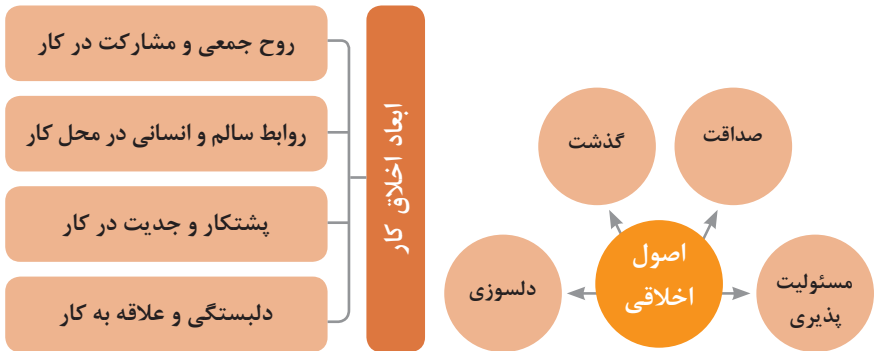 صداقت
گذشت
اصول
اخلاقی
مسئولیت
پذیری
دلسوزی
ابعاد اخلاق کار
روح جمعی و مشارکت در کار
روابط سالم و انسانی در محل کار
پشتکار و جدیت در کار
دلبستگی و علاقه به کار